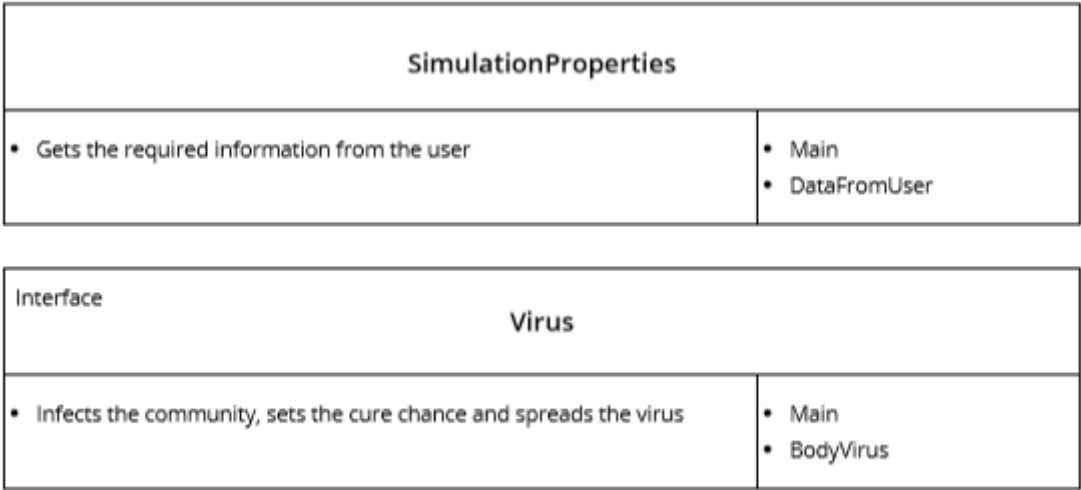 SimulationProperties
• Gets the required information from the user
• Main
• DataFromUser
Interface
Virus
• Infects the community, sets the cure chance and spreads the virus
• Main
• BodyVirus